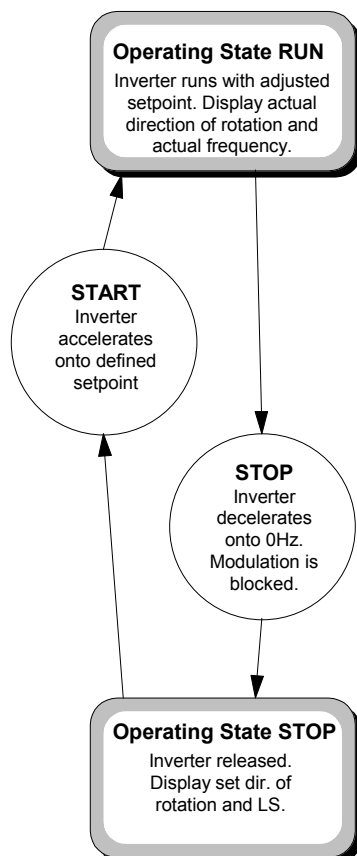 Operating State RUN
Inverter runs with adjusted
setpoint. Display actual
direction of rotation and
actual frequency.
START
Inverter
accelerates
onto defined
setpoint
STOP
Inverter
decelerates
onto 0Hz.
Modulation is
blocked.
Operating State STOP
Inverter released.
Display set dir. of
rotation and LS.